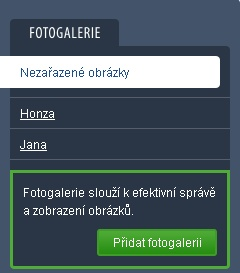 FOTOGALERIE
Nezařazené obrázky
Honza
Jana
Fotogalerie slouží k efektivní správě
a zobrazení obrázků.
Přidat fotogalerii